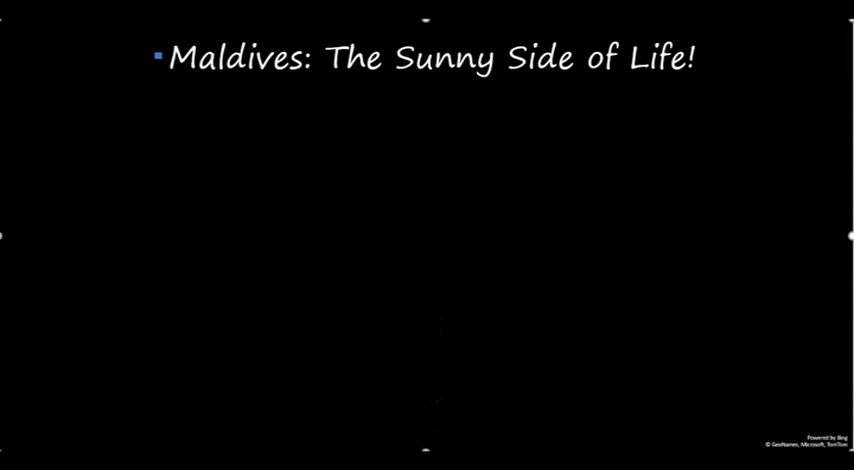 Maldives: The Sunny Side of Life!
Powered by Bing
© GeoNames, Microsoft, TomTom